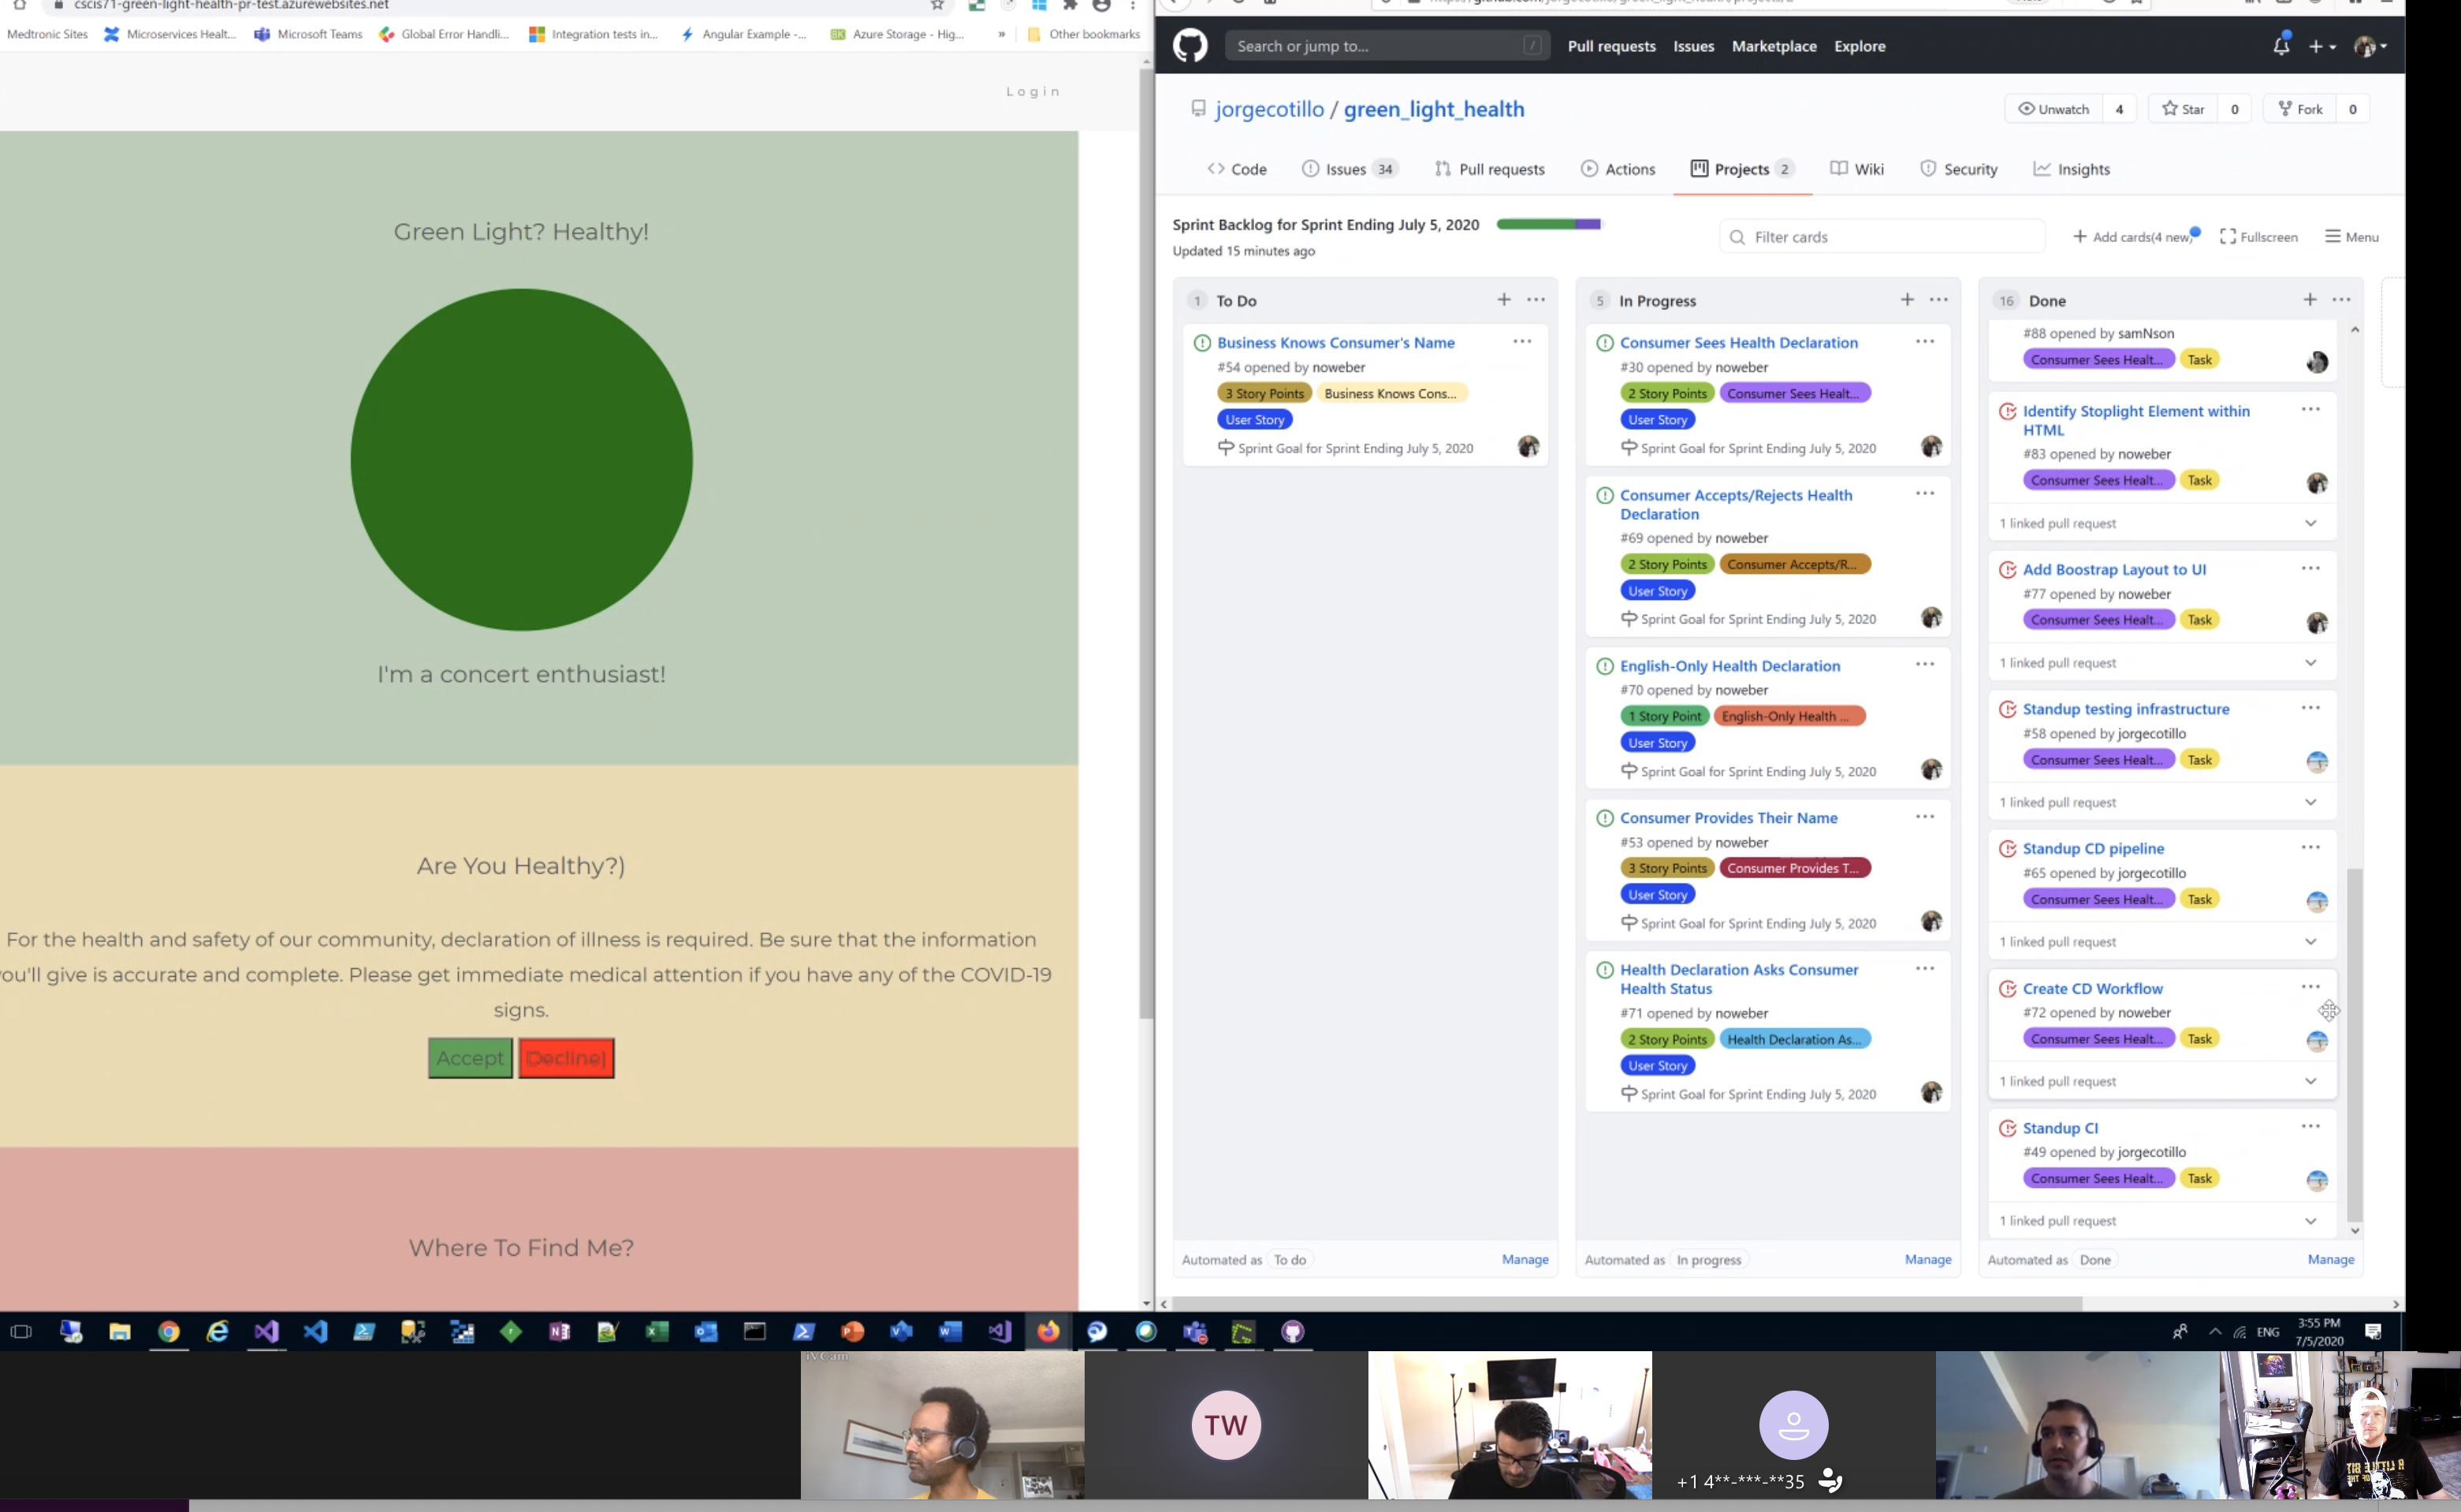 cscis71-green-light-health-pr-test.azurewebsites.net
Medtronic Sites
Microservices Healt...
Microsoft Teams
Global Error Handli...
Integration tests in...
Angular Example -...
Azure Storage - Hig...
»
Other bookmarks
Login
Green Light? Healthy!
I'm a concert enthusiast!
Are You Healthy?)
For the health and safety of our community, declaration of illness is required. Be sure that the information
ou'll give is accurate and complete. Please get immediate medical attention if you have any of the COVID-19
signs.
Accept
Decline
Where To Find Me?
Search or jump to...
/
Pull requests
Issues
Marketplace
Explore
jorgecotillo / green_light_health
Unwatch 4
Star 0
Fork 0
Code
Issues 34
Pull requests
Actions
Projects 2
Wiki
Security
Insights
Sprint Backlog for Sprint Ending July 5, 2020
Updated 15 minutes ago
Filter cards
+ Add cards(4 new)
Fullscreen
Menu
1 To Do
Business Knows Consumer's Name
#54 opened by noweber
3 Story Points
Business Knows Cons...
User Story
Sprint Goal for Sprint Ending July 5, 2020
Automated as To do
Manage
5 In Progress
Consumer Sees Health Declaration
#30 opened by noweber
2 Story Points
Consumer Sees Healt...
User Story
Sprint Goal for Sprint Ending July 5, 2020
Consumer Accepts/Rejects Health
Declaration
#69 opened by noweber
2 Story Points
Consumer Accepts/R...
User Story
Sprint Goal for Sprint Ending July 5, 2020
English-Only Health Declaration
#70 opened by noweber
1 Story Point
English-Only Health ...
User Story
Sprint Goal for Sprint Ending July 5, 2020
Consumer Provides Their Name
#53 opened by noweber
3 Story Points
Consumer Provides T...
User Story
Sprint Goal for Sprint Ending July 5, 2020
Health Declaration Asks Consumer
Health Status
#71 opened by noweber
2 Story Points
Health Declaration As...
User Story
Sprint Goal for Sprint Ending July 5, 2020
Automated as In progress
Manage
16 Done
#88 opened by samNson
Consumer Sees Healt...
Task
Identify Stoplight Element within
HTML
#83 opened by noweber
Consumer Sees Healt...
Task
1 linked pull request
Add Boostrap Layout to UI
#77 opened by noweber
Consumer Sees Healt...
Task
1 linked pull request
Standup testing infrastructure
#58 opened by jorgecotillo
Consumer Sees Healt...
Task
1 linked pull request
Standup CD pipeline
#65 opened by jorgecotillo
Consumer Sees Healt...
Task
1 linked pull request
Create CD Workflow
#72 opened by noweber
Consumer Sees Healt...
Task
1 linked pull request
Standup CI
#49 opened by jorgecotillo
Consumer Sees Healt...
Task
1 linked pull request
Automated as Done
Manage
ENG
3:55 PM
7/5/2020
iVCam
TW
+1 4**-***-**35